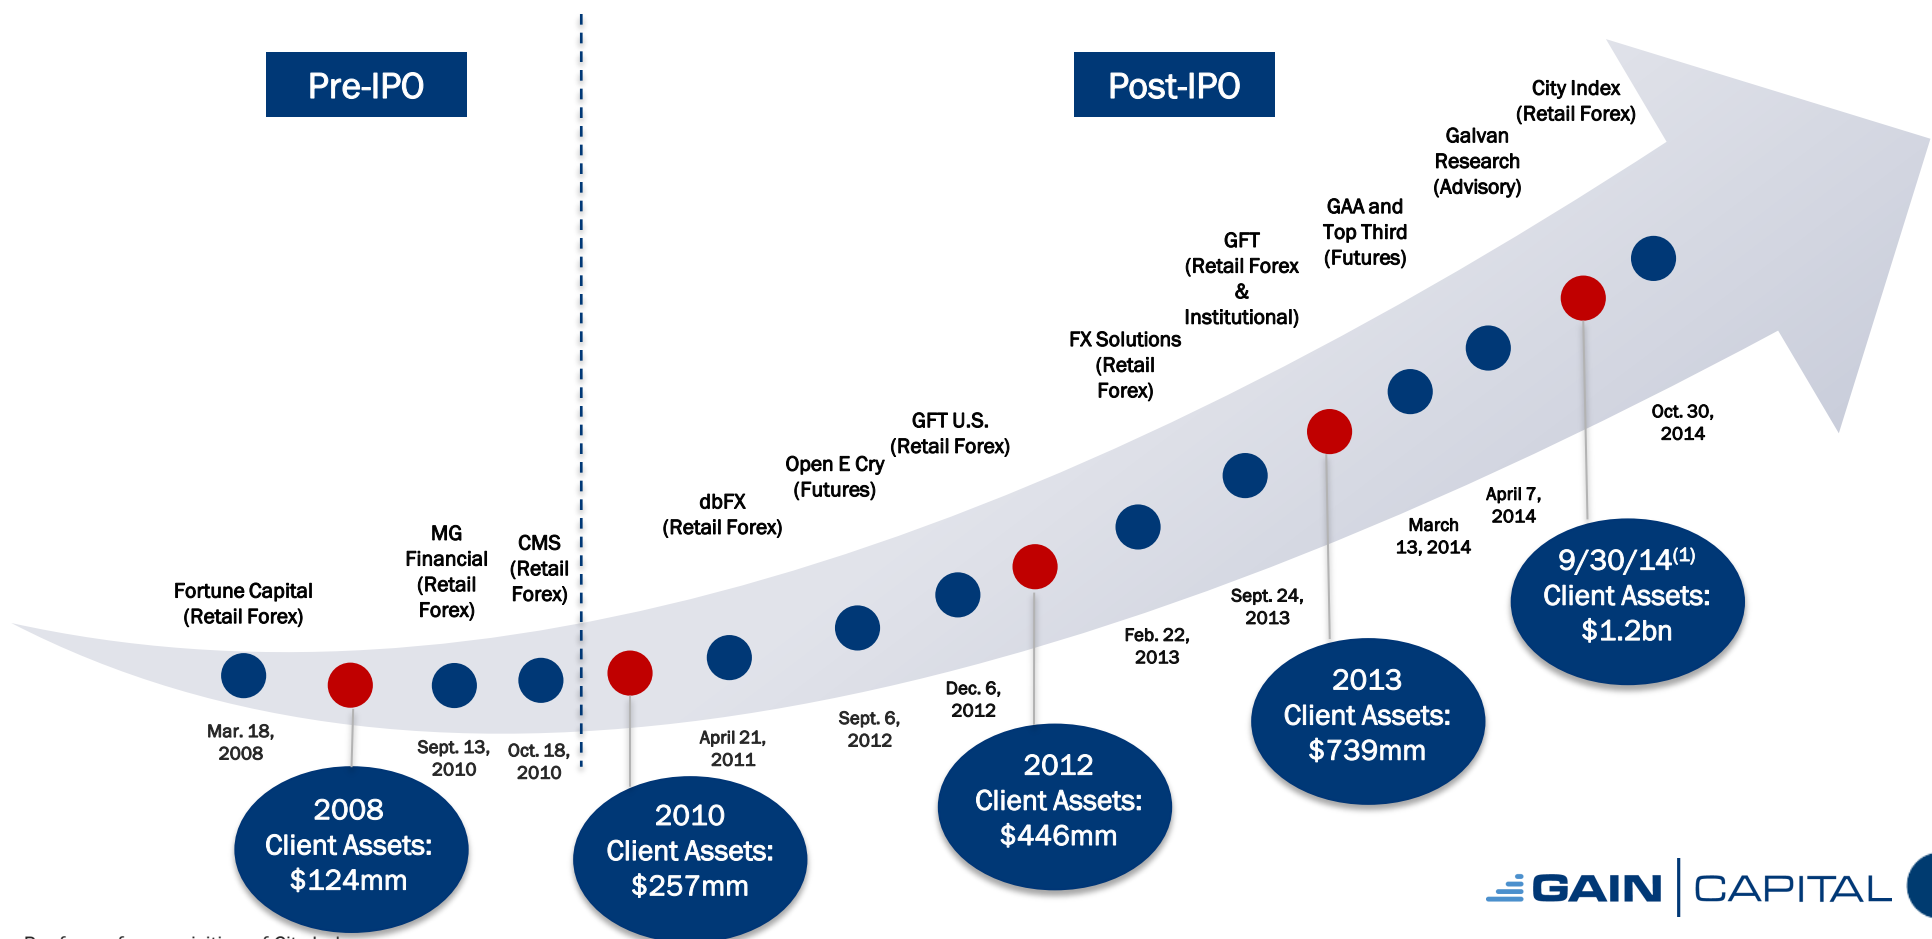 Pre-IPO
Post-IPO
City Index
(Retail Forex)
Galvan
Research
(Advisory)
GAA and
Top Third
(Futures)
GFT
(Retail Forex
&
Institutional)
FX Solutions
(Retail
Forex)
GFT U.S.
(Retail Forex)
Open E Cry
(Futures)
dbFX
(Retail Forex)
MG
Financial
(Retail
Forex)
CMS
(Retail
Forex)
Fortune Capital
(Retail Forex)
Mar. 18,
2008
Sept. 13,
2010
Oct. 18,
2010
April 21,
2011
Sept. 6,
2012
Dec. 6,
2012
Feb. 22,
2013
Sept. 24,
2013
March
13, 2014
April 7,
2014
Oct. 30,
2014
2008
Client Assets:
$124mm
2010
Client Assets:
$257mm
2012
Client Assets:
$446mm
2013
Client Assets:
$739mm
9/30/14(1)
Client Assets:
$1.2bn
GAIN CAPITAL